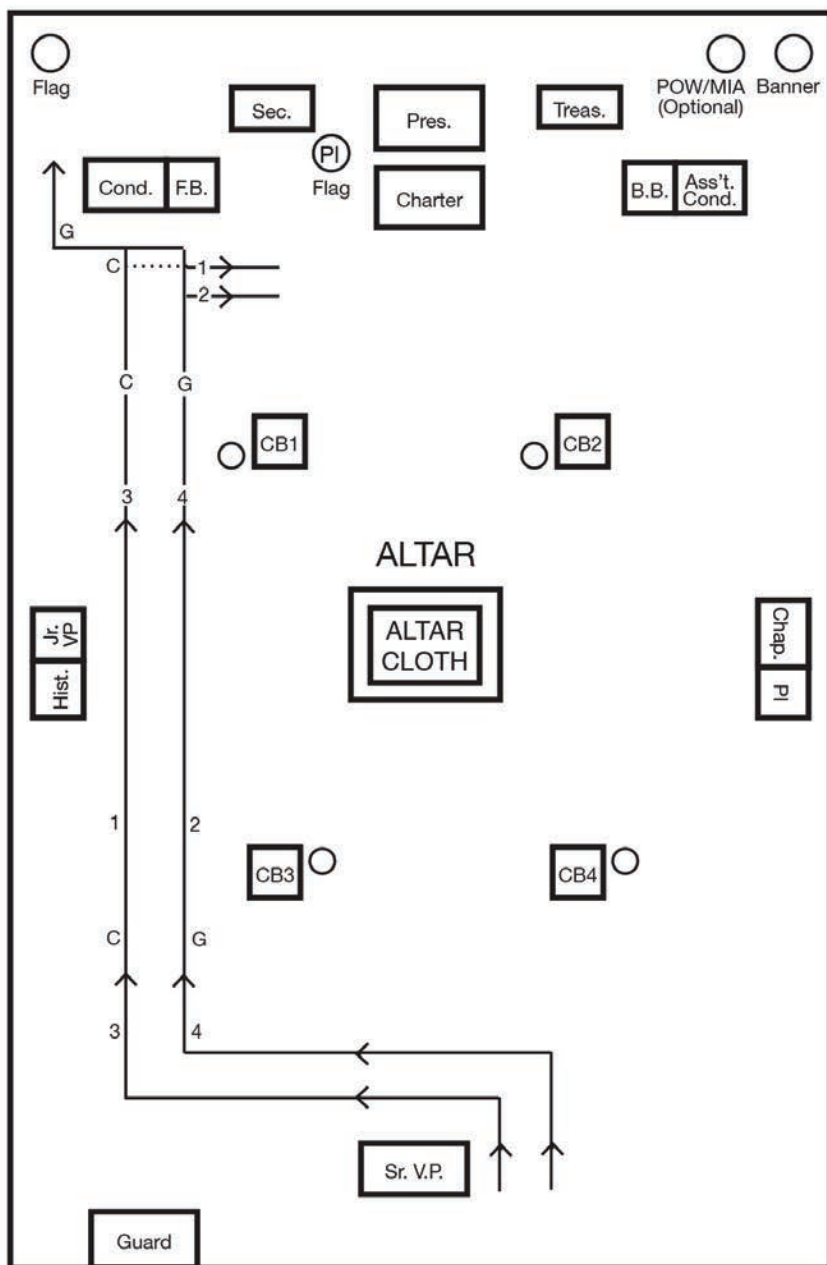 Flag
POW/MIA
(Optional)
Banner
Sec.
Pres.
Treas.
PI
Flag
Cond.
F.B.
Charter
B.B.
Ass't.
Cond.
G
C
1
2
C
G
CB1
CB2
3
4
ALTAR
ALTAR
CLOTH
Jr.
VP
Hist.
Chap.
PI
1
2
CB3
CB4
C
G
3
4
Sr. V.P.
Guard